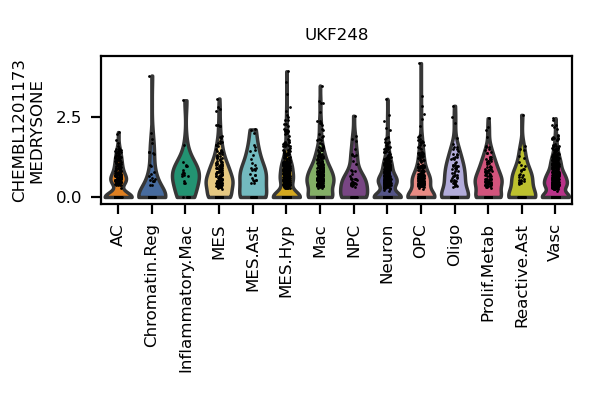 UKF248
CHEMBL1201173
MEDRYSONE
2.5
0.0
AC
Chromatin.Reg
Inflammatory.Mac
MES
MES.Ast
MES.Hyp
Mac
NPC
Neuron
OPC
Oligo
Prolif.Metab
Reactive.Ast
Vasc